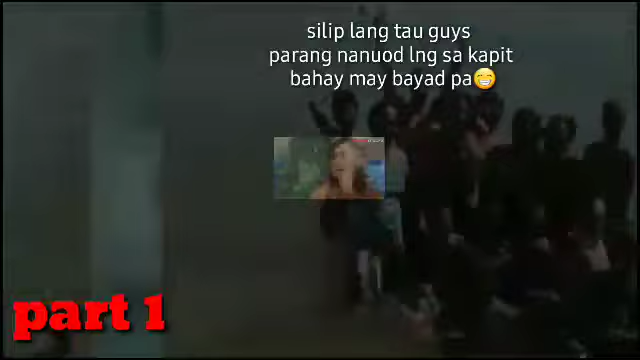 silip lang tau guys
parang nanuod lng sa kapit
bahay may bayad pa😁
part 1